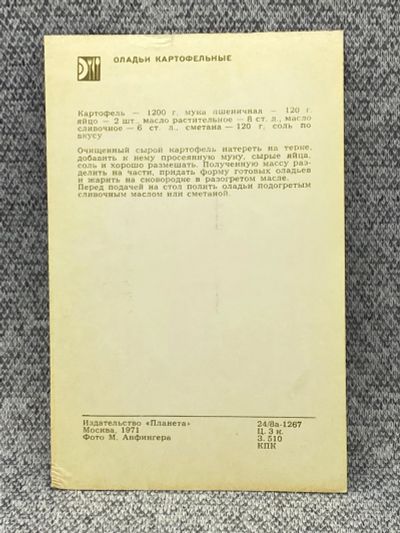 ОЛАДЬИ КАРТОФЕЛЬНЫЕ
Картофель — 1200 г, мука пшеничная — 120 г,
яйцо — 2 шт., масло растительное — 8 ст. л., масло
сливочное — 6 ст. л., сметана — 120 г, соль по
вкусу
Очищенный сырой картофель натереть на терке,
добавить к нему просеянную муку, сырые яйца,
соль и хорошо размешать. Полученную массу раз-
делить на части, придать форму готовых оладьев
и жарить на сковородке в разогретом масле.
Перед подачей на стол полить оладьи подогретым
сливочным маслом или сметаной.
Издательство «Планета»
Москва, 1971
Фото М. Анфингера
24/8а-1267
Ц. 3 к.
З. 510
КПК